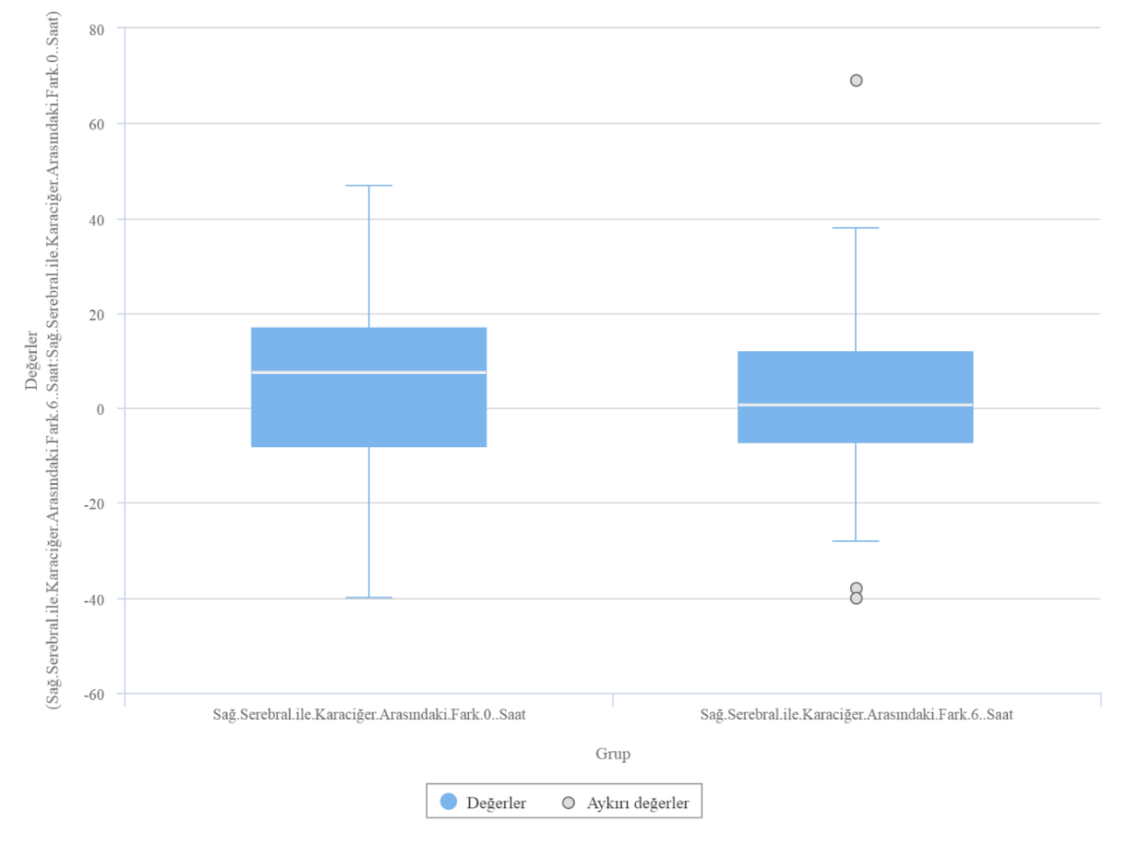 Değerler
(Sağ.Serebral.ile.Karaciğer.Arasındaki.Fark.6..Saat:Sağ.Serebral.ile.Karaciğer.Arasındaki.Fark.0..Saat)
80
60
40
20
0
-20
-40
-60
Sağ.Serebral.ile.Karaciğer.Arasındaki.Fark.0..Saat
Sağ.Serebral.ile.Karaciğer.Arasındaki.Fark.6..Saat
Grup
Değerler
Aykırı değerler